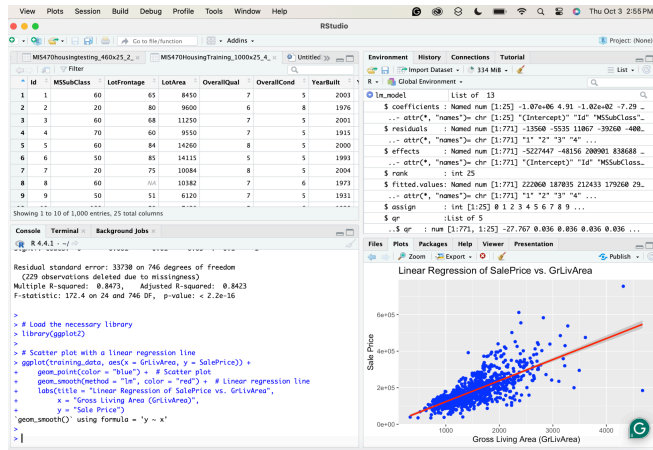 View Plots Session Build Debug Profile Tools Window Help Thu Oct 3 2:55PM
RStudio
Go to file/function Addins Project: (None)
MIS470housingtesting_460x25_2_ MIS470HousingTraining_1000x25_4_ Untitled
Filter
Id MSSubClass LotFrontage LotArea OverallQual OverallCond YearBuilt
1 1 60 65 8450 7 5 2003
2 2 20 80 9600 6 8 1976
3 3 60 68 11250 7 5 2001
4 4 70 60 9550 7 5 1915
5 5 60 84 14260 8 5 2000
6 6 50 85 14115 5 5 1993
7 7 20 75 10084 8 5 2004
8 8 60 NA 10382 7 6 1973
9 9 50 51 6120 7 5 1931
Showing 1 to 10 of 1,000 entries, 25 total columns
Console Terminal Background Jobs
R 4.4.1 · ~/
Residual standard error: 33730 on 746 degrees of freedom
(229 observations deleted due to missingness)
Multiple R-squared: 0.8473, Adjusted R-squared: 0.8423
F-statistic: 172.4 on 24 and 746 DF, p-value: < 2.2e-16
>
> # Load the necessary library
> library(ggplot2)
>
> # Scatter plot with a linear regression line
> ggplot(training_data, aes(x = GrLivArea, y = SalePrice)) +
+ geom_point(color = "blue") + # Scatter plot
+ geom_smooth(method = "lm", color = "red") + # Linear regression line
+ labs(title = "Linear Regression of SalePrice vs. GrLivArea",
+ x = "Gross Living Area (GrLivArea)",
+ y = "Sale Price")
`geom_smooth()` using formula = 'y ~ x'
>
>
Environment History Connections Tutorial
Import Dataset 334 MiB List
R Global Environment
lm_model List of 13
$ coefficients : Named num [1:25] -1.07e+06 4.91 -1.02e+02 -7.29 ...
..- attr(*, "names")= chr [1:25] "(Intercept)" "Id" "MSSubClass"…
$ residuals : Named num [1:771] -13560 -5535 11067 -39260 -400…
..- attr(*, "names")= chr [1:771] "1" "2" "3" "4" ...
$ effects : Named num [1:771] -5227447 -48156 200901 838688 …
..- attr(*, "names")= chr [1:771] "(Intercept)" "Id" "MSSubClass"…
$ rank : int 25
$ fitted.values: Named num [1:771] 222060 187035 212433 179260 29…
..- attr(*, "names")= chr [1:771] "1" "2" "3" "4" ...
$ assign : int [1:25] 0 1 2 3 4 5 6 7 8 9 ...
$ qr :List of 5
..$ qr : num [1:771, 1:25] -27.767 0.036 0.036 0.036 0.036 ...
Files Plots Packages Help Viewer Presentation
Zoom Export Publish
Linear Regression of SalePrice vs. GrLivArea
Sale Price
6e+05
4e+05
2e+05
0e+00
1000 2000 3000 4000
Gross Living Area (GrLivArea)